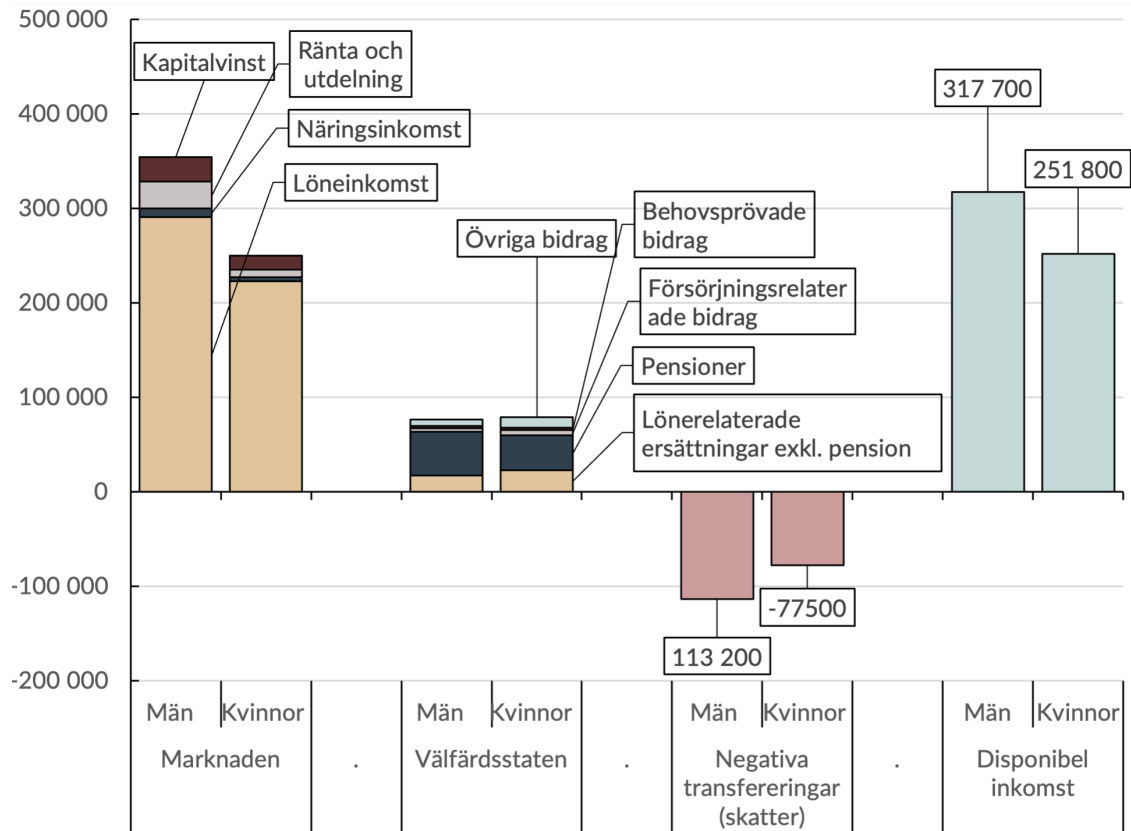 500 000
400 000
300 000
200 000
100 000
0
-100 000
-200 000
Kapitalvinst
Ränta och
utdelning
Näringsinkomst
Löneinkomst
Övriga bidrag
Behovsprövade
bidrag
Försörjningsrelater
ade bidrag
Pensioner
Lönerelaterade
ersättningar exkl. pension
317 700
251 800
113 200
-77500
Män Kvinnor Män Kvinnor Män Kvinnor Män Kvinnor
Marknaden . Välfärdsstaten . Negativa . Disponibel
transfereringar inkomst
(skatter)